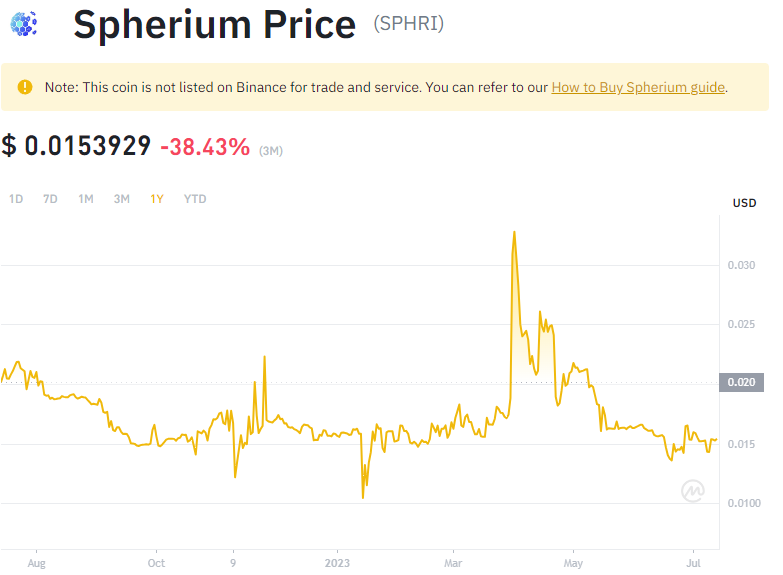 Spherium Price (SPHRI)
Note: This coin is not listed on Binance for trade and service. You can refer to our How to Buy Spherium guide.
$ 0.0153929 -38.43% (3M)
1D 7D 1M 3M 1Y YTD
USD
0.030
0.025
0.020
0.015
0.0100
Aug Oct 9 2023 Mar May Jul